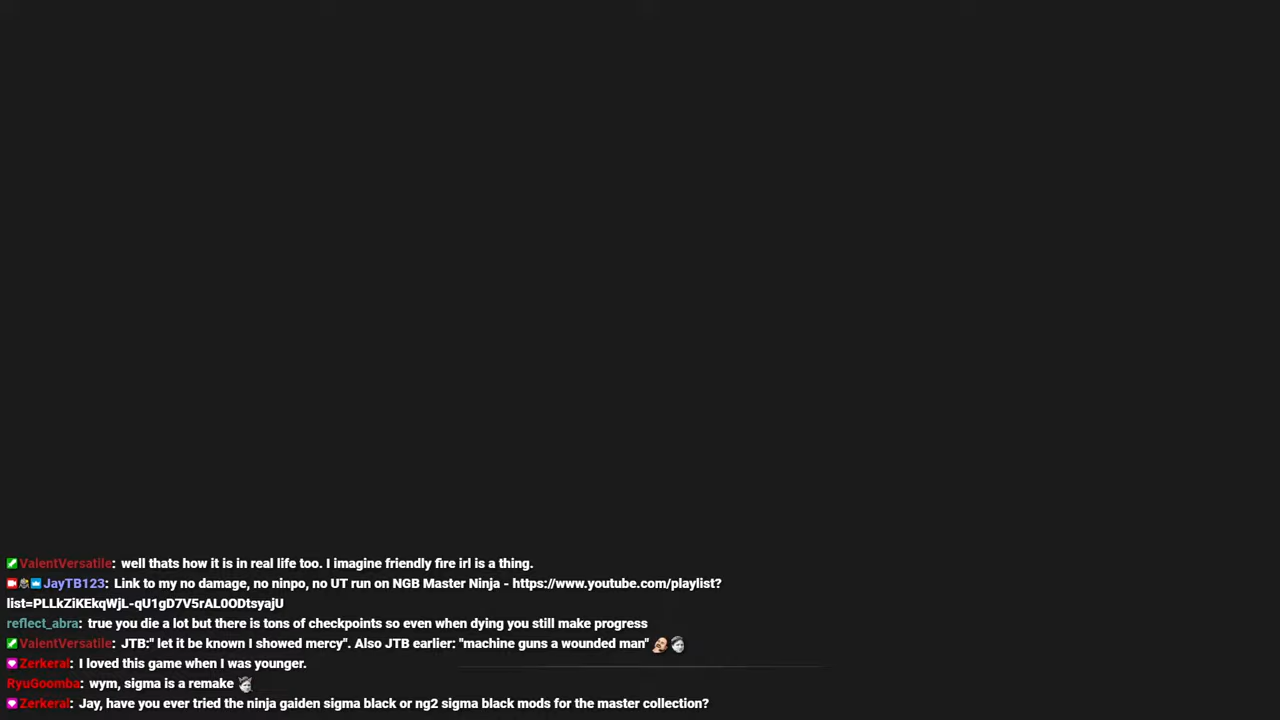 ValentVersatile: well thats how it is in real life too. I imagine friendly fire irl is a thing.
JayTB123: Link to my no damage, no ninpo, no UT run on NGB Master Ninja - https://www.youtube.com/playlist?
list=PLLkZiKEkqWjL-qU1gD7V5rAL0ODtsyajU
reflect_abra: true you die a lot but there is tons of checkpoints so even when dying you still make progress
ValentVersatile: JTB:" let it be known I showed mercy". Also JTB earlier: "machine guns a wounded man"
Zerkeral: I loved this game when I was younger.
RyuGoomba: wym, sigma is a remake
Zerkeral: Jay, have you ever tried the ninja gaiden sigma black or ng2 sigma black mods for the master collection?